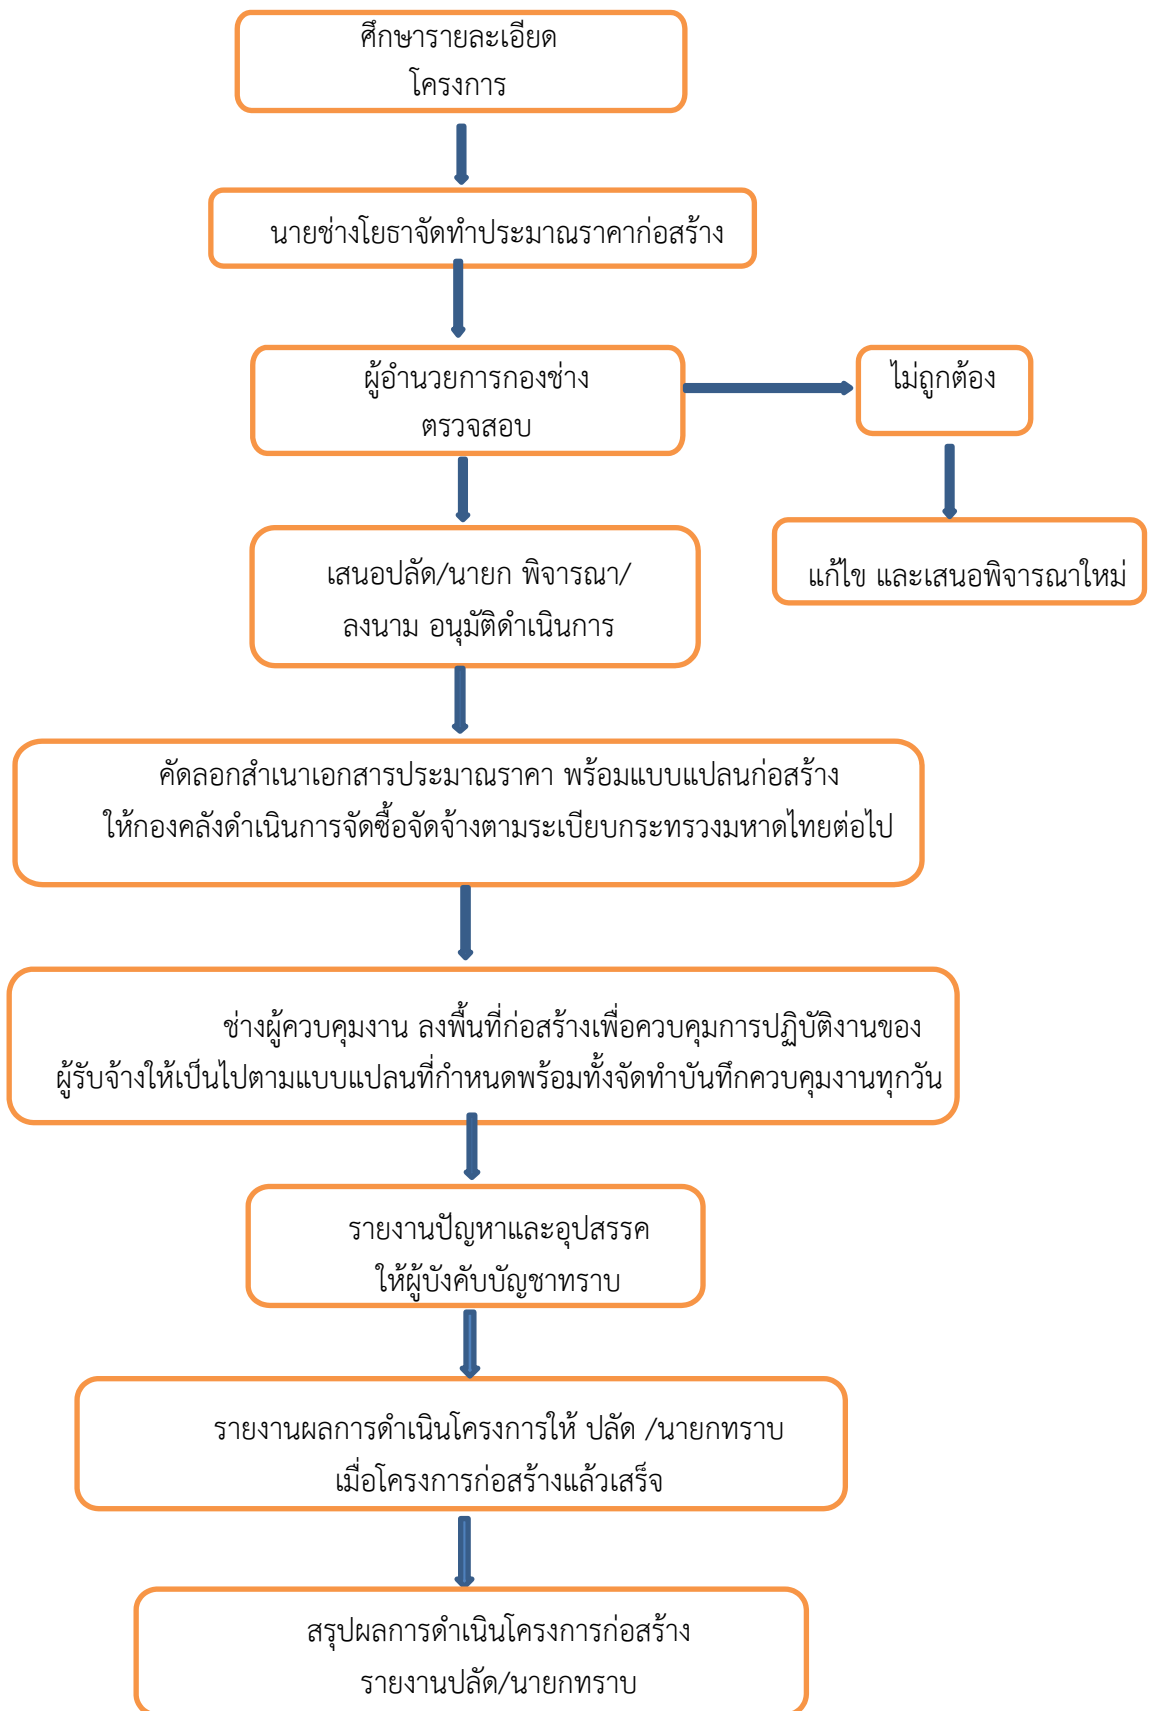 ศึกษารายละเอียด
โครงการ
นายช่างโยธาจัดทำประมาณราคาก่อสร้าง
ผู้อำนวยการกองช่าง
ตรวจสอบ
ไม่ถูกต้อง
แก้ไข และเสนอพิจารณาใหม่
เสนอปลัด/นายก พิจารณา/
ลงนาม อนุมัติดำเนินการ
คัดลอกสำเนาเอกสารประมาณราคา พร้อมแบบแปลนก่อสร้าง
ให้กองคลังดำเนินการจัดซื้อจัดจ้างตามระเบียบกระทรวงมหาดไทยต่อไป
ช่างผู้ควบคุมงาน ลงพื้นที่ก่อสร้างเพื่อควบคุมการปฏิบัติงานของ
ผู้รับจ้างให้เป็นไปตามแบบแปลนที่กำหนดพร้อมทั้งจัดทำบันทึกควบคุมงานทุกวัน
รายงานปัญหาและอุปสรรค
ให้ผู้บังคับบัญชาทราบ
รายงานผลการดำเนินโครงการให้ ปลัด /นายกทราบ
เมื่อโครงการก่อสร้างแล้วเสร็จ
สรุปผลการดำเนินโครงการก่อสร้าง
รายงานปลัด/นายกทราบ